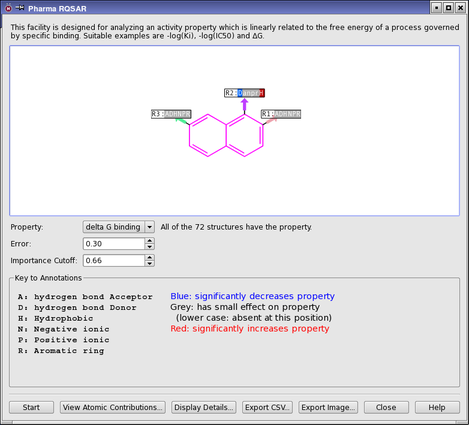 Pharma RQSAR
This facility is designed for analyzing an activity property which is linearly related to the free energy of a process governed
by specific binding. Suitable examples are -log(Ki), -log(IC50) and ΔG.
R2:DanprH
R3:ADHNPR
R1:ADHNPR
Property: delta G binding All of the 72 structures have the property.
Error: 0.30
Importance Cutoff: 0.66
Key to Annotations
A: hydrogen bond Acceptor Blue: significantly decreases property
D: hydrogen bond Donor Grey: has small effect on property
H: Hydrophobic (lower case: absent at this position)
N: Negative ionic Red: significantly increases property
P: Positive ionic
R: Aromatic ring
Start View Atomic Contributions... Display Details... Export CSV... Export Image... Close Help